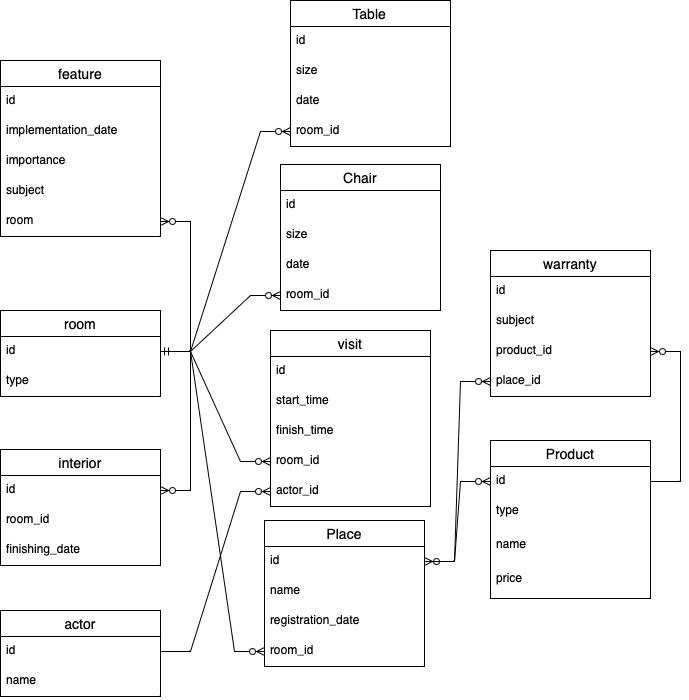 Table
id
size
date
room_id
feature
id
implementation_date
importance
subject
room
Chair
id
size
date
room_id
warranty
id
subject
product_id
place_id
room
id
type
visit
id
start_time
finish_time
room_id
actor_id
interior
id
room_id
finishing_date
Product
id
type
name
price
Place
id
name
registration_date
room_id
actor
id
name